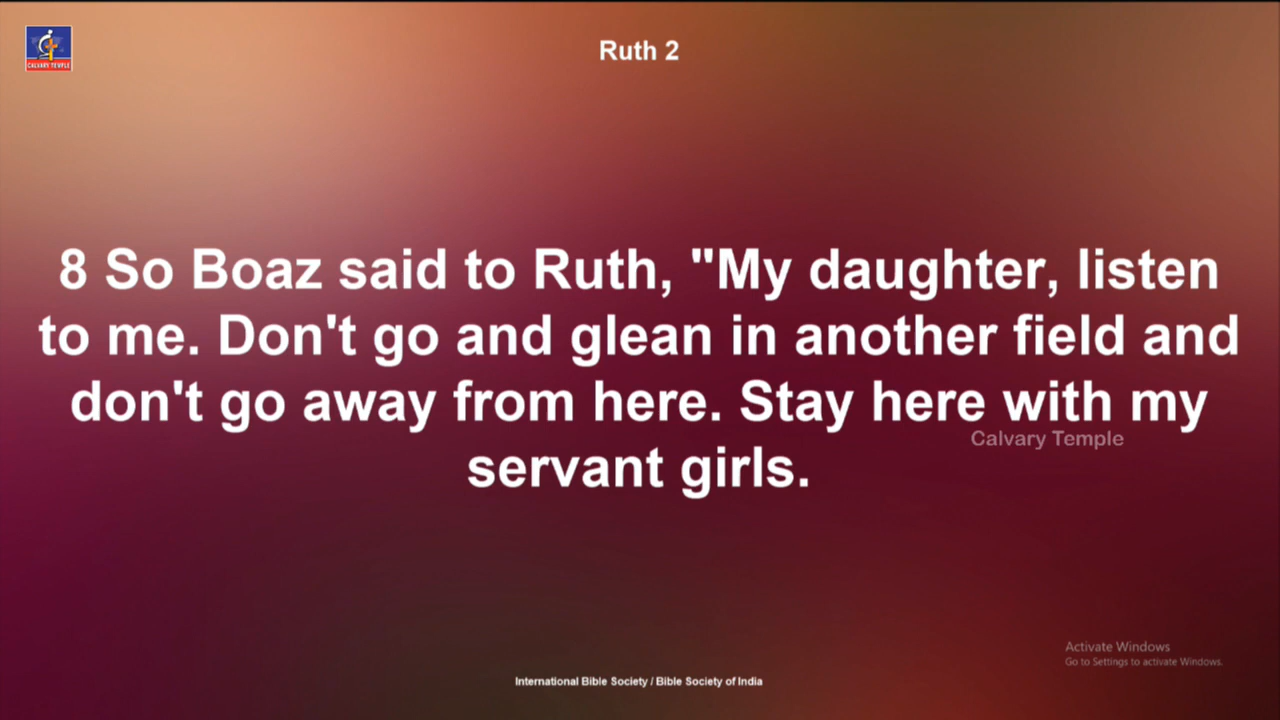 CALVARY TEMPLE
Ruth 2
8 So Boaz said to Ruth, "My daughter, listen
to me. Don't go and glean in another field and
don't go away from here. Stay here with my
Calvary Temple
servant girls.
Activate Windows
Go to Settings to activate Windows.
International Bible Society / Bible Society of India